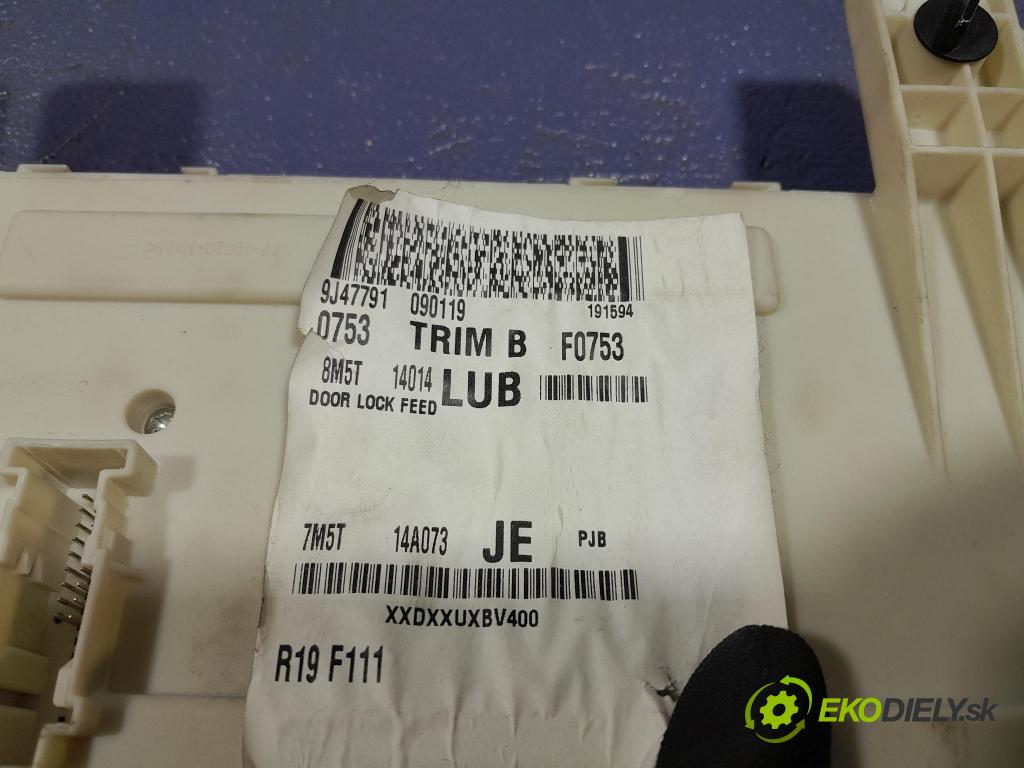 9J47791 090119 191594
0753 TRIM B F0753
8M5T 14014 LUB
DOOR LOCK FEED
7M5T 14A073 JE PJB
XXDXXUXBV400
R19 F111
EKODIELY.sk